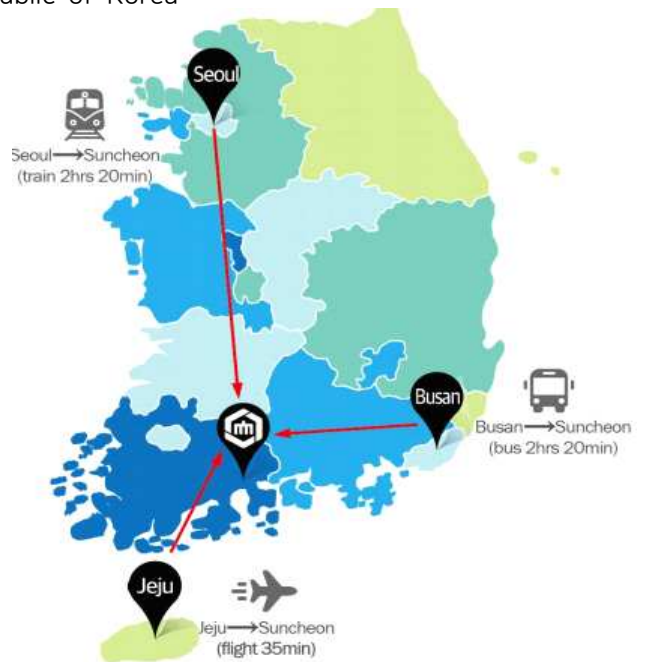 Seoul
Seoul→Suncheon
(train 2hrs 20min)
Busan
Busan→Suncheon
(bus 2hrs 20min)
Jeju
Jeju→Suncheon
(flight 35min)